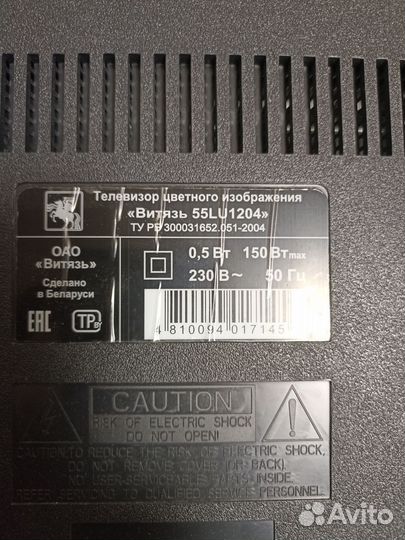 Телевизор цветного изображения
«Витязь 55LU1204»
ТУ РБ 300031652.051-2004
ОАО
«Витязь»
Сделано
в Беларуси
0,5 Вт 150 Втmax
230 В~ 50 Гц
EAC TP BY
4 810094 017145
CAUTION
RISK OF ELECTRIC SHOCK
DO NOT OPEN!
CAUTION:TO REDUCE THE RISK OF ELECTRIC SHOCK,
DO NOT REMOVE COVER (OR BACK).
NO USER-SERVICEABLE PARTS INSIDE.
REFER SERVICING TO QUALIFIED SERVICE PERSONNEL.
Avito